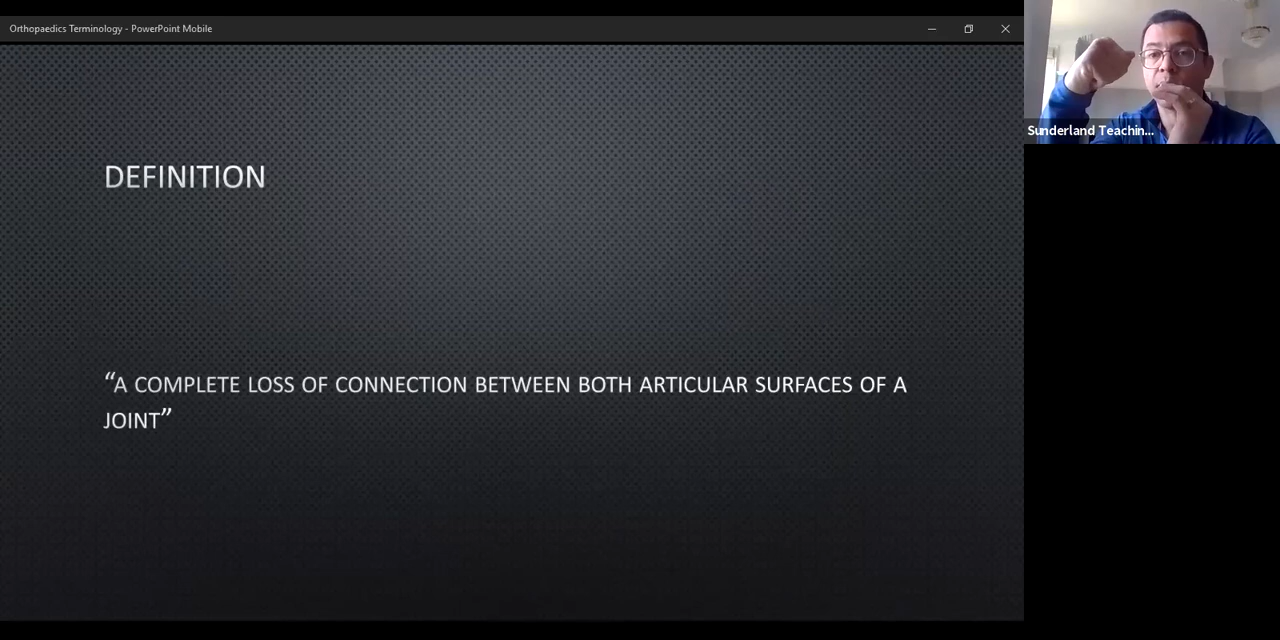 Orthopaedics Terminology - PowerPoint Mobile
Sunderland Teachin...
DEFINITION
“A COMPLETE LOSS OF CONNECTION BETWEEN BOTH ARTICULAR SURFACES OF A
JOINT”